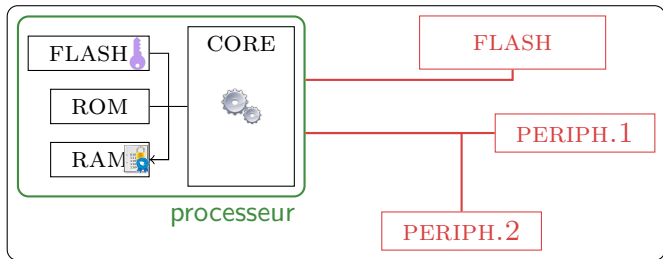 FLASH
ROM
RAM
CORE
processeur
FLASH
PERIPH.1
PERIPH.2